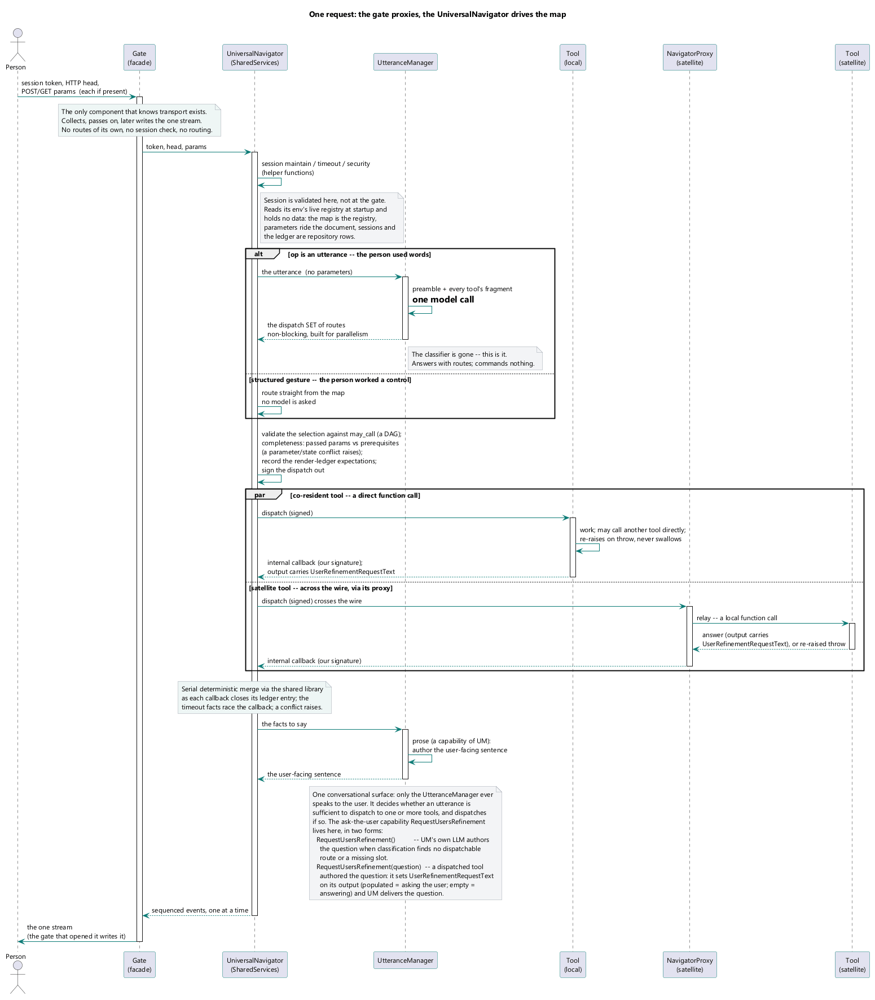 One request: the gate proxies, the UniversalNavigator drives the map
Person
Gate
(facade)
UniversalNavigator
(SharedServices)
UtteranceManager
Tool
(local)
NavigatorProxy
(satellite)
Tool
(satellite)
session token, HTTP head,
POST/GET params  (each if present)
The only component that knows transport exists.
Collects, passes on, later writes the one stream.
No routes of its own, no session check, no routing.
token, head, params
session maintain / timeout / security
(helper functions)
Session is validated here, not at the gate.
Reads its env's live registry at startup and
holds no data: the map is the registry,
parameters ride the document, sessions and
the ledger are repository rows.
alt
[op is an utterance -- the person used words]
the utterance  (no parameters)
preamble + every tool's fragment
one model call
the dispatch SET of routes
non-blocking, built for parallelism
The classifier is gone -- this is it.
Answers with routes; commands nothing.
[structured gesture -- the person worked a control]
route straight from the map
no model is asked
validate the selection against may_call (a DAG);
completeness: passed params vs prerequisites
(a parameter/state conflict raises);
record the render-ledger expectations;
sign the dispatch out
par
[co-resident tool -- a direct function call]
dispatch (signed)
work; may call another tool directly;
re-raises on throw, never swallows
internal callback (our signature);
output carries UserRefinementRequestText
[satellite tool -- across the wire, via its proxy]
dispatch (signed) crosses the wire
relay -- a local function call
answer (output carries
UserRefinementRequestText), or re-raised throw
internal callback (our signature)
Serial deterministic merge via the shared library
as each callback closes its ledger entry; the
timeout facts race the callback; a conflict raises.
the facts to say
prose (a capability of UM):
author the user-facing sentence
the user-facing sentence
One conversational surface: only the UtteranceManager ever
speaks to the user. It decides whether an utterance is
sufficient to dispatch to one or more tools, and dispatches
if so. The ask-the-user capability RequestUsersRefinement
lives here, in two forms:
RequestUsersRefinement()          -- UM's own LLM authors
the question when classification finds no dispatchable
route or a missing slot.
RequestUsersRefinement(question)  -- a dispatched tool
authored the question: it sets UserRefinementRequestText
on its output (populated = asking the user; empty =
answering) and UM delivers the question.
sequenced events, one at a time
the one stream
(the gate that opened it writes it)
Person
Gate
(facade)
UniversalNavigator
(SharedServices)
UtteranceManager
Tool
(local)
NavigatorProxy
(satellite)
Tool
(satellite)